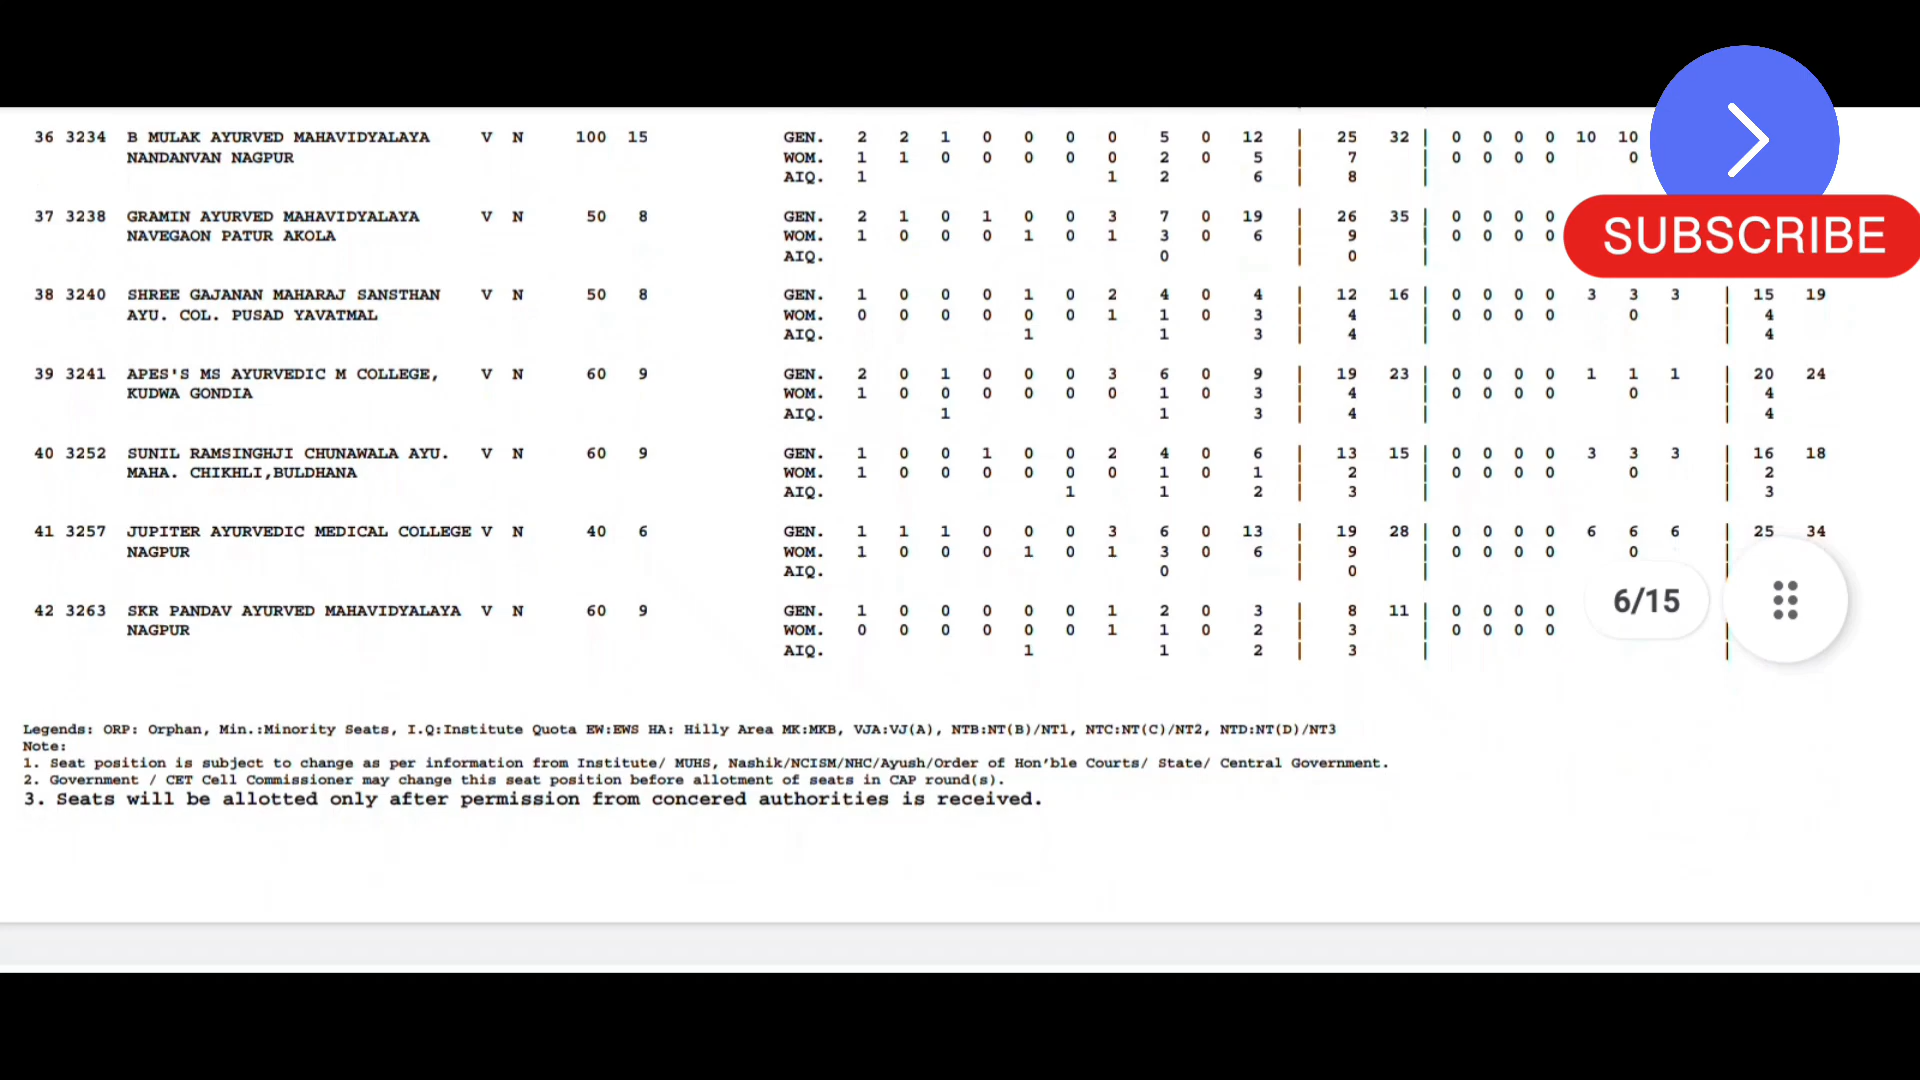 36 3234 B MULAK AYURVED MAHAVIDYALAYA V N 100 15 GEN. 2 2 1 0 0 0 0 5 0 12 | 25 32 | 0 0 0 0 10 10
NANDANVAN NAGPUR WOM. 1 1 0 0 0 0 0 2 0 5 | 7 | 0 0 0 0 0
AIQ. 1 1 2 6 | 8 |
37 3238 GRAMIN AYURVED MAHAVIDYALAYA V N 50 8 GEN. 2 1 0 1 0 0 3 7 0 19 | 26 35 | 0 0 0 0
NAVEGAON PATUR AKOLA WOM. 1 0 0 0 1 0 1 3 0 6 | 9 | 0 0 0 0
SUBSCRIBE
AIQ. 0 | 0 |
38 3240 SHREE GAJANAN MAHARAJ SANSTHAN V N 50 8 GEN. 1 0 0 0 1 0 2 4 0 4 | 12 16 | 0 0 0 0 3 3 3 | 15 19
AYU. COL. PUSAD YAVATMAL WOM. 0 0 0 0 0 0 1 1 0 3 | 4 | 0 0 0 0 0 | 4
AIQ. 1 1 3 | 4 | | 4
39 3241 APES'S MS AYURVEDIC M COLLEGE, V N 60 9 GEN. 2 0 1 0 0 0 3 6 0 9 | 19 23 | 0 0 0 0 1 1 1 | 20 24
KUDWA GONDIA WOM. 1 0 0 0 0 0 0 1 0 3 | 4 | 0 0 0 0 0 | 4
AIQ. 1 1 3 | 4 | | 4
40 3252 SUNIL RAMSINGHJI CHUNAWALA AYU. V N 60 9 GEN. 1 0 0 1 0 0 2 4 0 6 | 13 15 | 0 0 0 0 3 3 3 | 16 18
MAHA. CHIKHLI,BULDHANA WOM. 1 0 0 0 0 0 0 1 0 1 | 2 | 0 0 0 0 0 | 2
AIQ. 1 1 2 | 3 | | 3
41 3257 JUPITER AYURVEDIC MEDICAL COLLEGE V N 40 6 GEN. 1 1 1 0 0 0 3 6 0 13 | 19 28 | 0 0 0 0 6 6 6 | 25 34
NAGPUR WOM. 1 0 0 0 1 0 1 3 0 6 | 9 | 0 0 0 0 0
AIQ. 0 | 0 |
42 3263 SKR PANDAV AYURVED MAHAVIDYALAYA V N 60 9 GEN. 1 0 0 0 0 0 1 2 0 3 | 8 11 | 0 0 0 0
6/15
NAGPUR WOM. 0 0 0 0 0 0 1 1 0 2 | 3 | 0 0 0 0 |
AIQ. 1 1 2 | 3 | |
Legends: ORP: Orphan, Min.:Minority Seats, I.Q:Institute Quota EW:EWS HA: Hilly Area MK:MKB, VJA:VJ(A), NTB:NT(B)/NT1, NTC:NT(C)/NT2, NTD:NT(D)/NT3
Note:
1. Seat position is subject to change as per information from Institute/ MUHS, Nashik/NCISM/NHC/Ayush/Order of Hon'ble Courts/ State/ Central Government.
2. Government / CET Cell Commissioner may change this seat position before allotment of seats in CAP round(s).
3. Seats will be allotted only after permission from concered authorities is received.